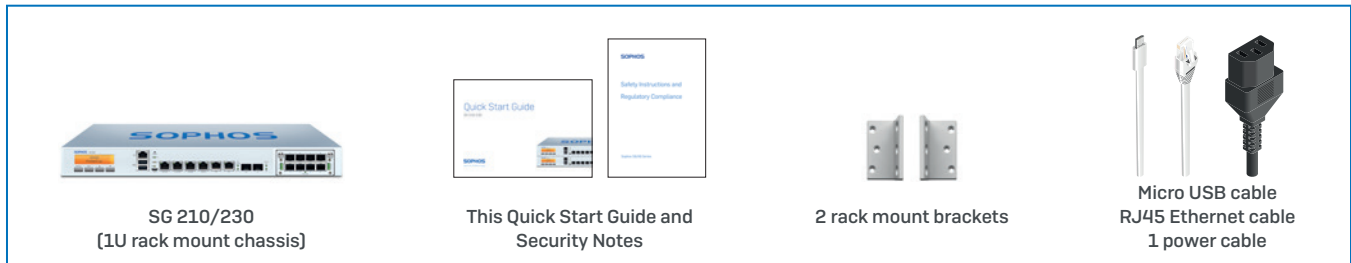 SOPHOS
SG 210/230
(1U rack mount chassis)
Quick Start Guide
SOPHOS
SOPHOS
Safety Instructions and
Regulatory Compliance
This Quick Start Guide and
Security Notes
2 rack mount brackets
Micro USB cable
RJ45 Ethernet cable
1 power cable